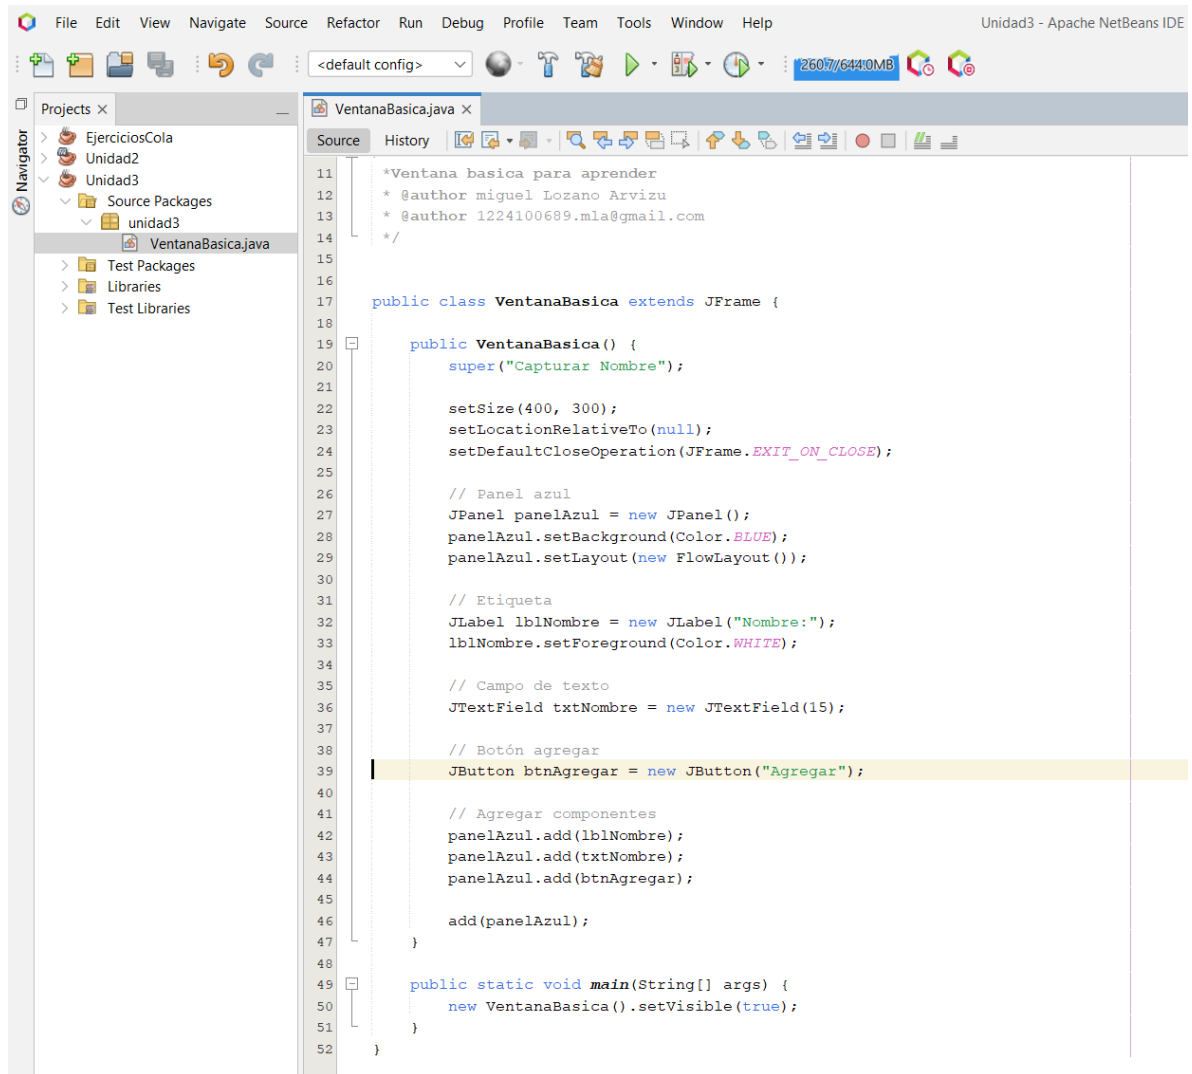 File Edit View Navigate Source Refactor Run Debug Profile Team Tools Window Help Unidad3 - Apache NetBeans IDE
<default config> 260.7/644.0MB
Projects
Navigator
EjerciciosCola
Unidad2
Unidad3
Source Packages
unidad3
VentanaBasica.java
Test Packages
Libraries
Test Libraries
VentanaBasica.java
Source History
11 *Ventana basica para aprender
12 * @author miguel Lozano Arvizu
13 * @author 1224100689.mla@gmail.com
14 */
15
16
17 public class VentanaBasica extends JFrame {
18
19 public VentanaBasica() {
20 super("Capturar Nombre");
21
22 setSize(400, 300);
23 setLocationRelativeTo(null);
24 setDefaultCloseOperation(JFrame.EXIT_ON_CLOSE);
25
26 // Panel azul
27 JPanel panelAzul = new JPanel();
28 panelAzul.setBackground(Color.BLUE);
29 panelAzul.setLayout(new FlowLayout());
30
31 // Etiqueta
32 JLabel lblNombre = new JLabel("Nombre:");
33 lblNombre.setForeground(Color.WHITE);
34
35 // Campo de texto
36 JTextField txtNombre = new JTextField(15);
37
38 // Botón agregar
39 JButton btnAgregar = new JButton("Agregar");
40
41 // Agregar componentes
42 panelAzul.add(lblNombre);
43 panelAzul.add(txtNombre);
44 panelAzul.add(btnAgregar);
45
46 add(panelAzul);
47 }
48
49 public static void main(String[] args) {
50 new VentanaBasica().setVisible(true);
51 }
52 }